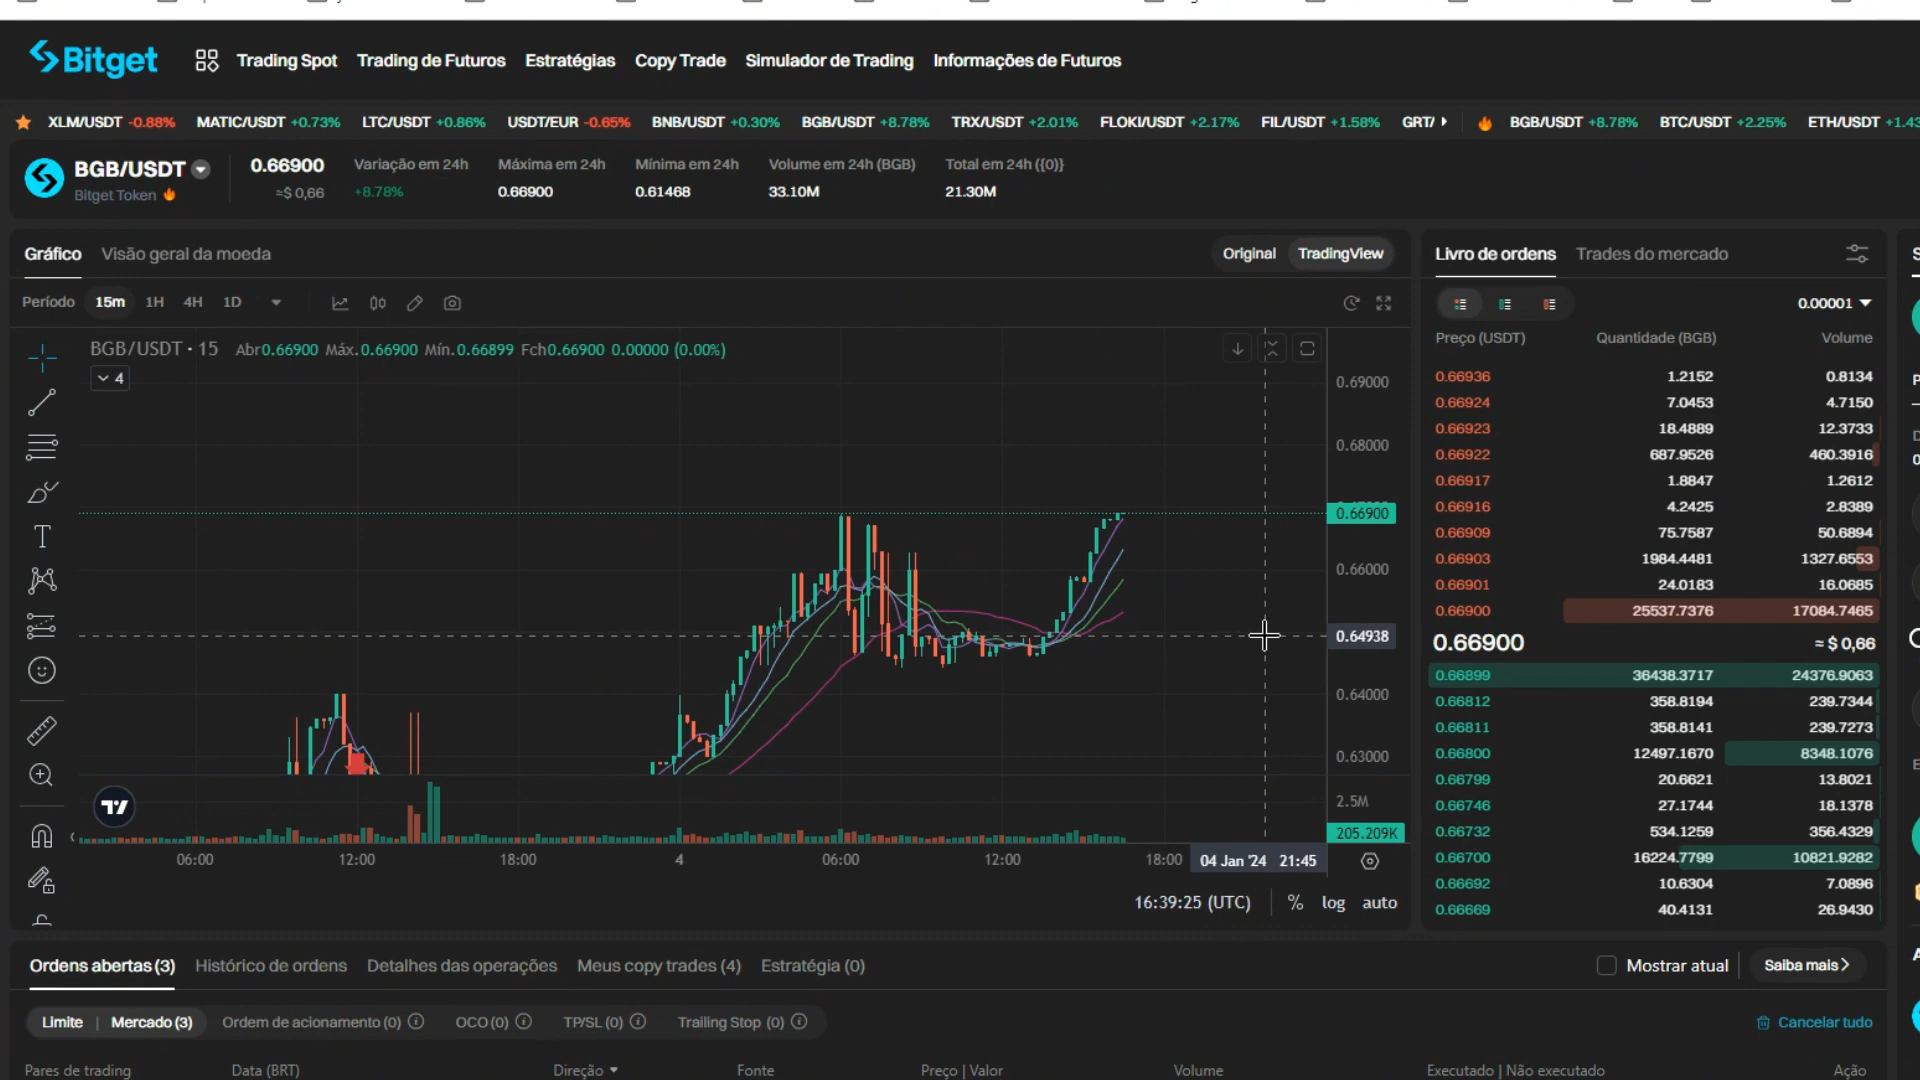 Bitget Trading Spot Trading de Futuros Estratégias Copy Trade Simulador de Trading Informações de Futuros
XLM/USDT -0.88% MATIC/USDT +0.73% LTC/USDT +0.86% USDT/EUR -0.65% BNB/USDT +0.30% BGB/USDT +8.78% TRX/USDT +2.01% FLOKI/USDT +2.17% FIL/USDT +1.58% GRT/ BGB/USDT +8.78% BTC/USDT +2.25% ETH/USDT +1.43
BGB/USDT 0.66900 Variação em 24h Máxima em 24h Mínima em 24h Volume em 24h (BGB) Total em 24h ({0)}
Bitget Token ≈$ 0,66 +8.78% 0.66900 0.61468 33.10M 21.30M
Gráfico Visão geral da moeda Original TradingView
Período 15m 1H 4H 1D
BGB/USDT · 15 Abr0.66900 Máx.0.66900 Mín.0.66899 Fch0.66900 0.00000 (0.00%)
4
0.69000
0.68000
0.66900
0.66000
0.64938
0.64000
0.63000
2.5M
205.209K
06:00 12:00 18:00 4 06:00 12:00 18:00 04 Jan '24 21:45
16:39:25 (UTC) % log auto
Livro de ordens Trades do mercado
0.00001
Preço (USDT) Quantidade (BGB) Volume
0.66936 1.2152 0.8134
0.66924 7.0453 4.7150
0.66923 18.4889 12.3733
0.66922 687.9526 460.3916
0.66917 1.8847 1.2612
0.66916 4.2425 2.8389
0.66909 75.7587 50.6894
0.66903 1984.4481 1327.6553
0.66901 24.0183 16.0685
0.66900 25537.7376 17084.7465
0.66900 ≈ $ 0,66
0.66899 36438.3717 24376.9063
0.66812 358.8194 239.7344
0.66811 358.8141 239.7273
0.66800 12497.1670 8348.1076
0.66799 20.6621 13.8021
0.66746 27.1744 18.1378
0.66732 534.1259 356.4329
0.66700 16224.7799 10821.9282
0.66692 10.6304 7.0896
0.66669 40.4131 26.9430
Ordens abertas (3) Histórico de ordens Detalhes das operações Meus copy trades (4) Estratégia (0) Mostrar atual Saiba mais
Limite | Mercado (3) Ordem de acionamento (0) OCO (0) TP/SL (0) Trailing Stop (0) Cancelar tudo
Pares de trading Data (BRT) Direção Fonte Preço | Valor Volume Executado | Não executado Ação